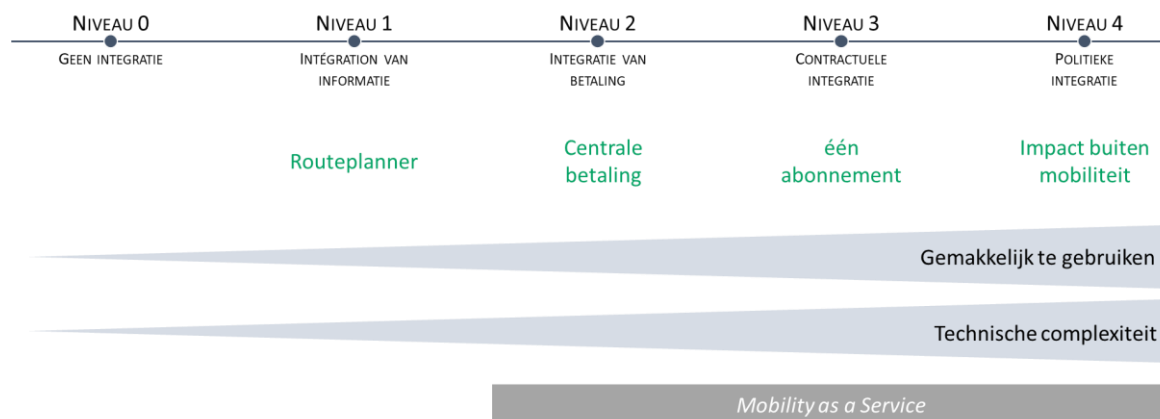 NIVEAU 0 NIVEAU 1 NIVEAU 2 NIVEAU 3 NIVEAU 4
GEEN INTEGRATIE
INTÉGRATION VAN
INFORMATIE
INTEGRATIE VAN
BETALING
CONTRACTUELE
INTEGRATIE
POLITIEKE
INTEGRATIE
Routeplanner
Centrale
betaling
één
abonnement
Impact buiten
mobiliteit
Gemakkelijk te gebruiken
Technische complexiteit
Mobility as a Service